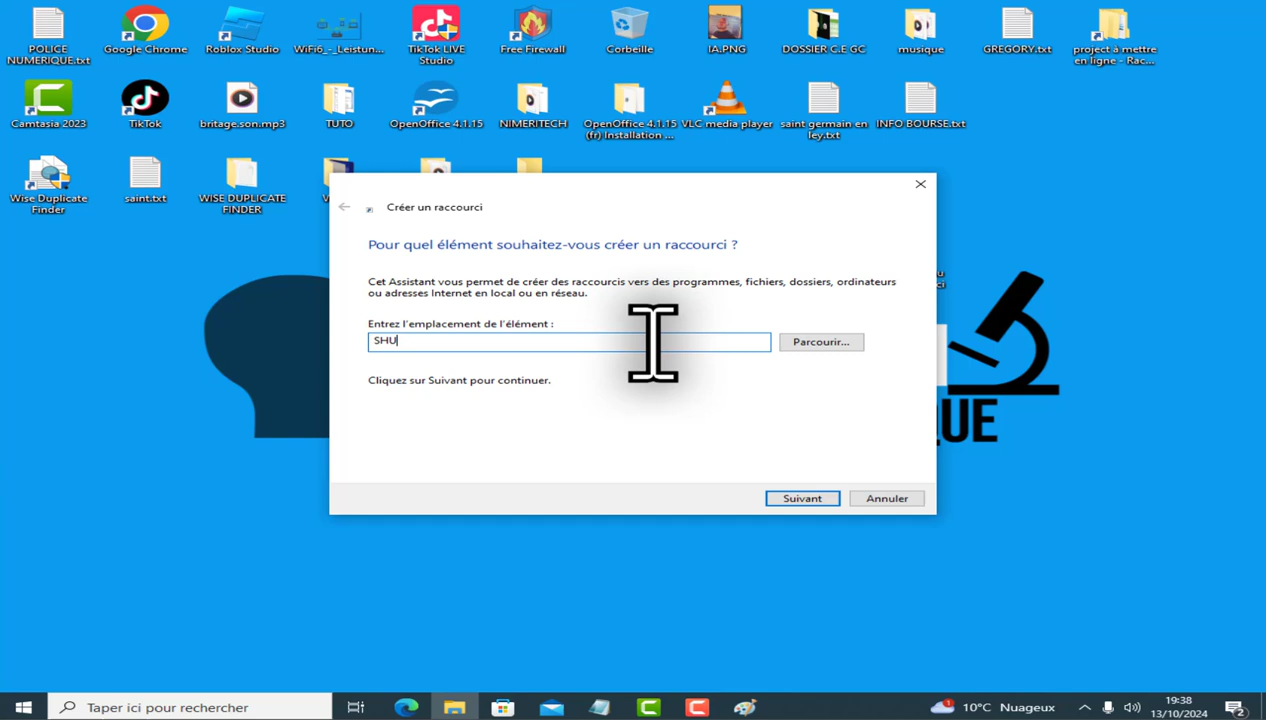 POLICE
NUMERIQUE.txt
Google Chrome
Roblox Studio
WiFi6_-_Leistun...
TikTok LIVE
Studio
Free Firewall
Corbeille
IA.PNG
DOSSIER C.E GC
musique
GREGORY.txt
project à mettre
en ligne - Rac...
Camtasia 2023
TikTok
britage.son.mp3
TUTO
OpenOffice 4.1.15
NIMERITECH
OpenOffice 4.1.15
(fr) Installation ...
VLC media player
saint germain en
ley.txt
INFO BOURSE.txt
Wise Duplicate
Finder
saint.txt
WISE DUPLICATE
FINDER
Créer un raccourci
Pour quel élément souhaitez-vous créer un raccourci ?
Cet Assistant vous permet de créer des raccourcis vers des programmes, fichiers, dossiers, ordinateurs
ou adresses Internet en local ou en réseau.
Entrez l'emplacement de l'élément :
SHU
Parcourir...
Cliquez sur Suivant pour continuer.
Suivant
Annuler
QUE
Taper ici pour rechercher
1
10°C Nuageux
19:38
13/10/2024
2